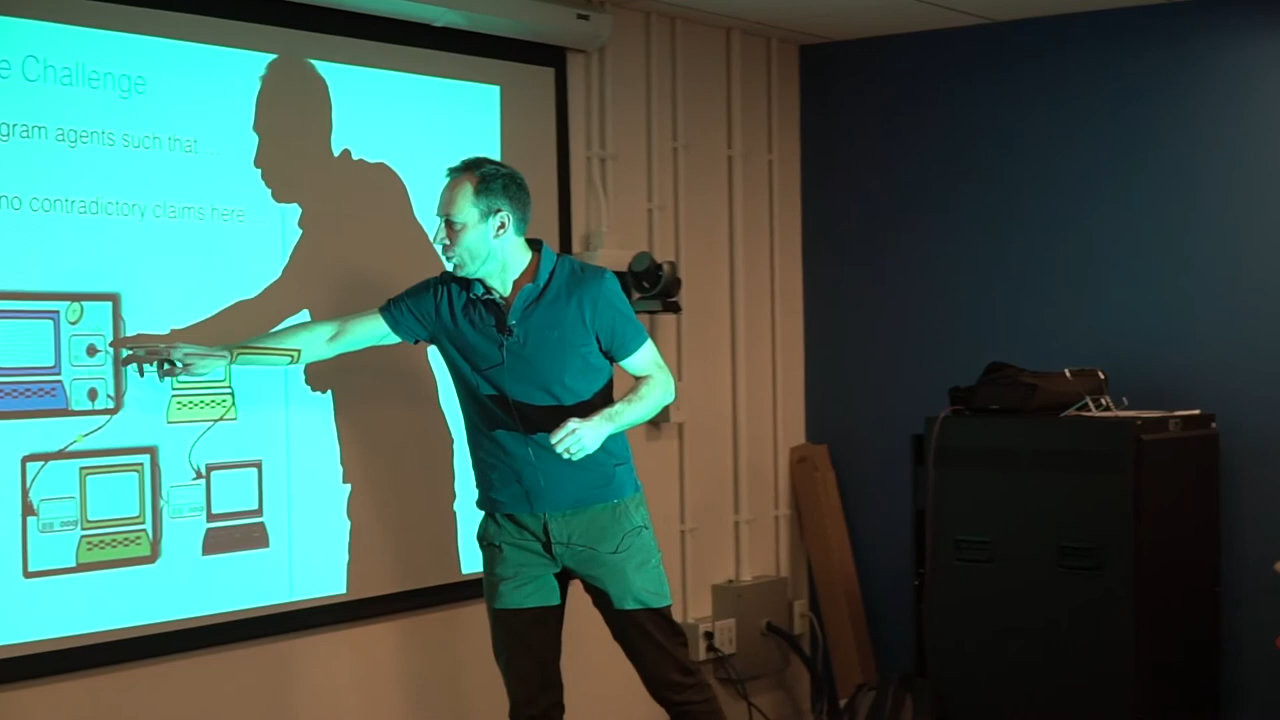 e Challenge
gram agents such that ...
no contradictory claims here